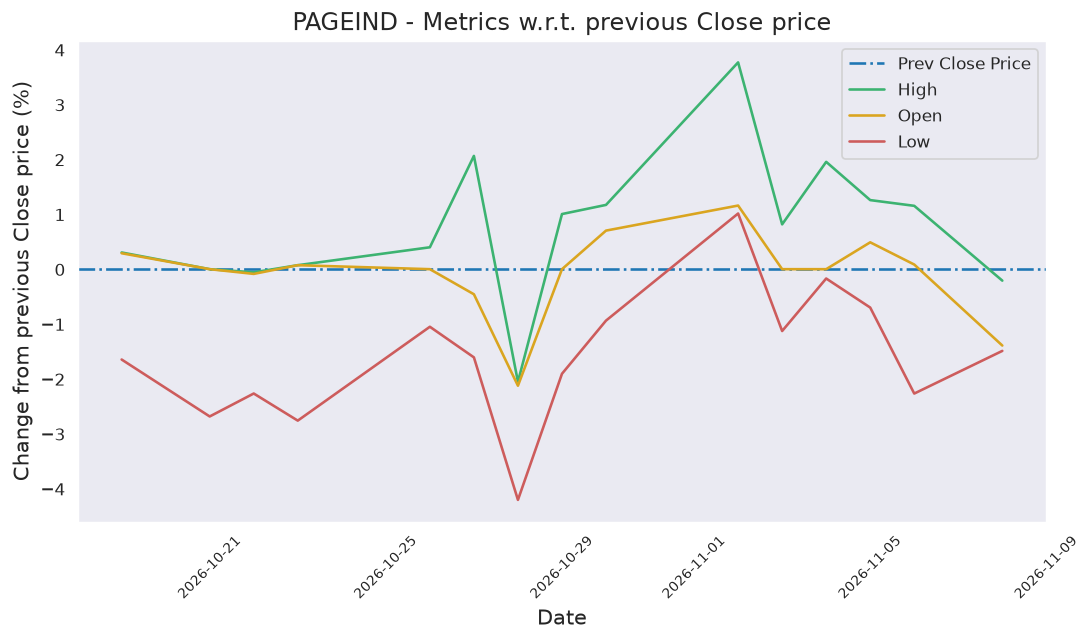 PAGEIND - Metrics w.r.t. previous Close price
Change from previous Close price (%)
4
3
2
1
0
−1
−2
−3
−4
Prev Close Price
High
Open
Low
2026-10-21
2026-10-25
2026-10-29
2026-11-01
2026-11-05
2026-11-09
Date